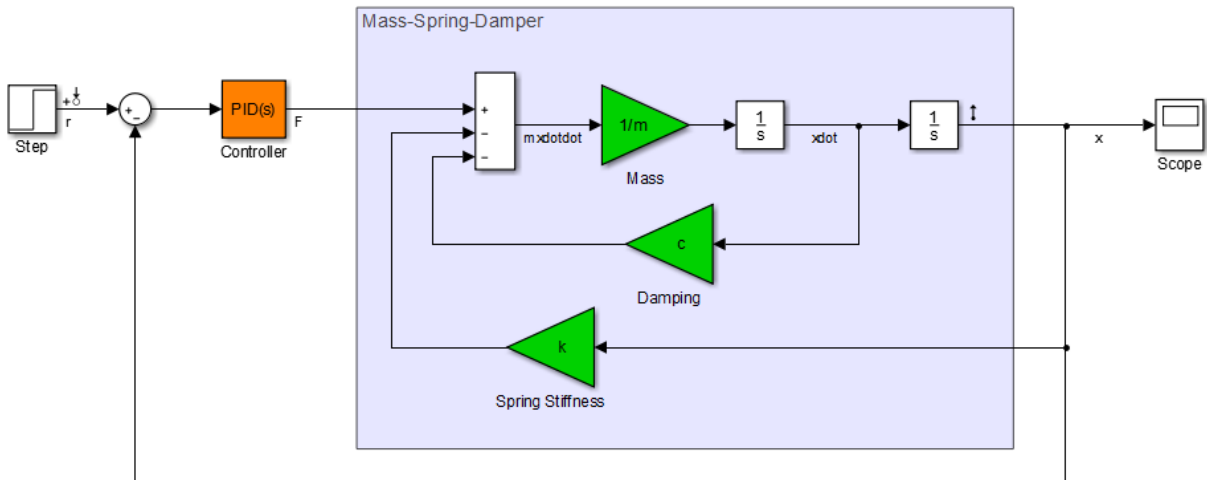 Mass-Spring-Damper
Step
+
r
+
−
PID(s)
Controller
F
+
−
−
mxdotdot
1/m
Mass
1
s
xdot
1
s
x
Scope
c
Damping
k
Spring Stiffness